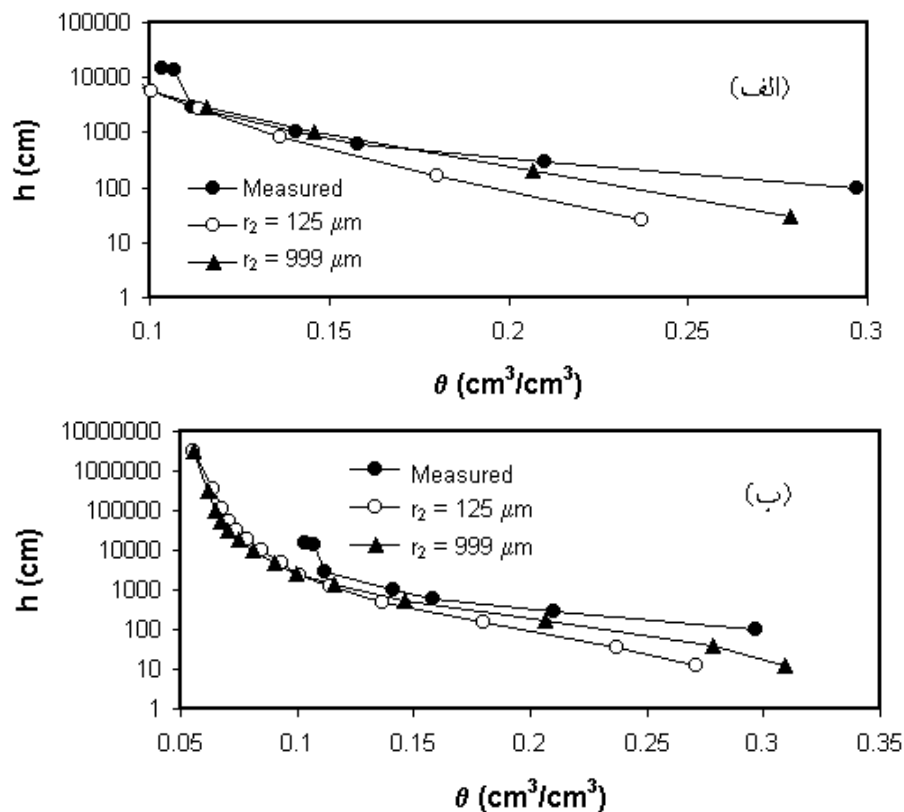 100000
10000
1000
100
10
1
h (cm)
(الف)
Measured
r₂ = 125 µm
r₂ = 999 µm
0.1 0.15 0.2 0.25 0.3
θ (cm³/cm³)
10000000
1000000
100000
10000
1000
100
10
1
h (cm)
(ب)
Measured
r₂ = 125 µm
r₂ = 999 µm
0.05 0.1 0.15 0.2 0.25 0.3 0.35
θ (cm³/cm³)